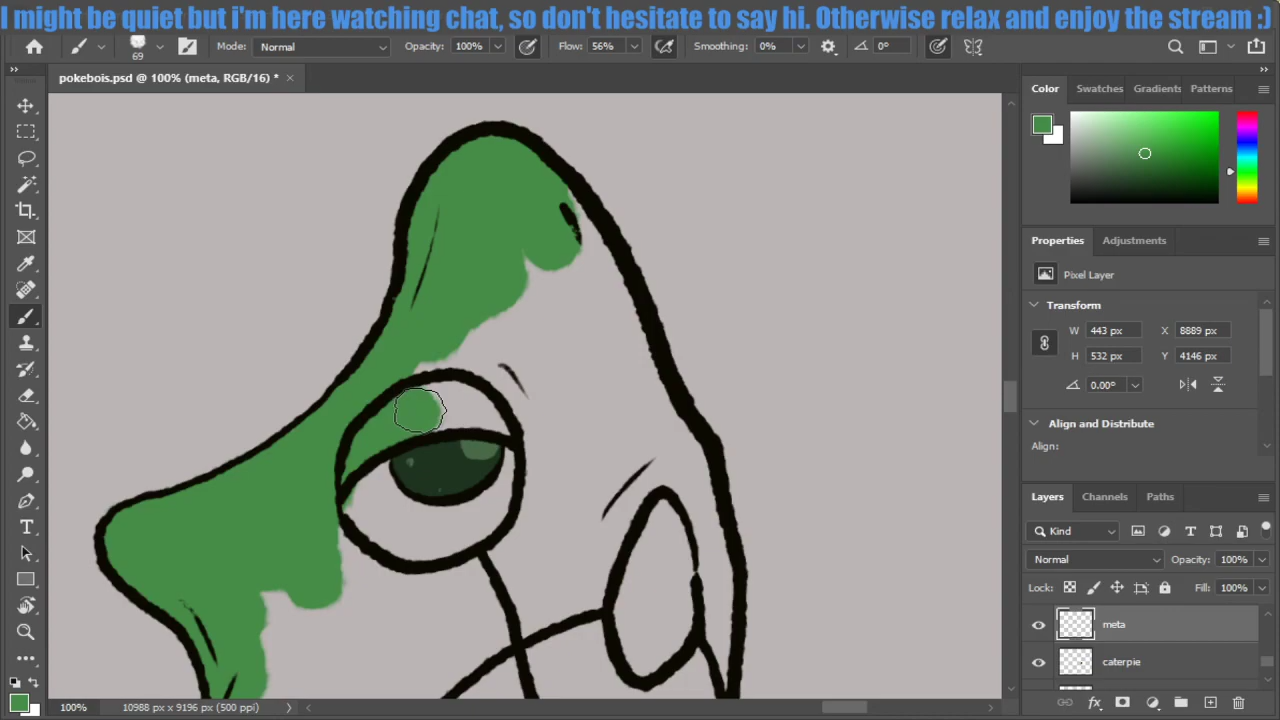 I might be quiet but i'm here watching chat, so don't hesitate to say hi. Otherwise relax and enjoy the stream ;)
69 Mode: Normal Opacity: 100% Flow: 56% Smoothing: 0% 0°
pokebois.psd @ 100% (meta, RGB/16) *
Color Swatches Gradients Patterns
Properties Adjustments
Pixel Layer
Transform
W 443 px X 8889 px
H 532 px Y 4146 px
0.00°
Align and Distribute
Align:
Layers Channels Paths
Kind
Normal Opacity: 100%
Lock: Fill: 100%
meta
caterpie
100% 10988 px x 9196 px (500 ppi)